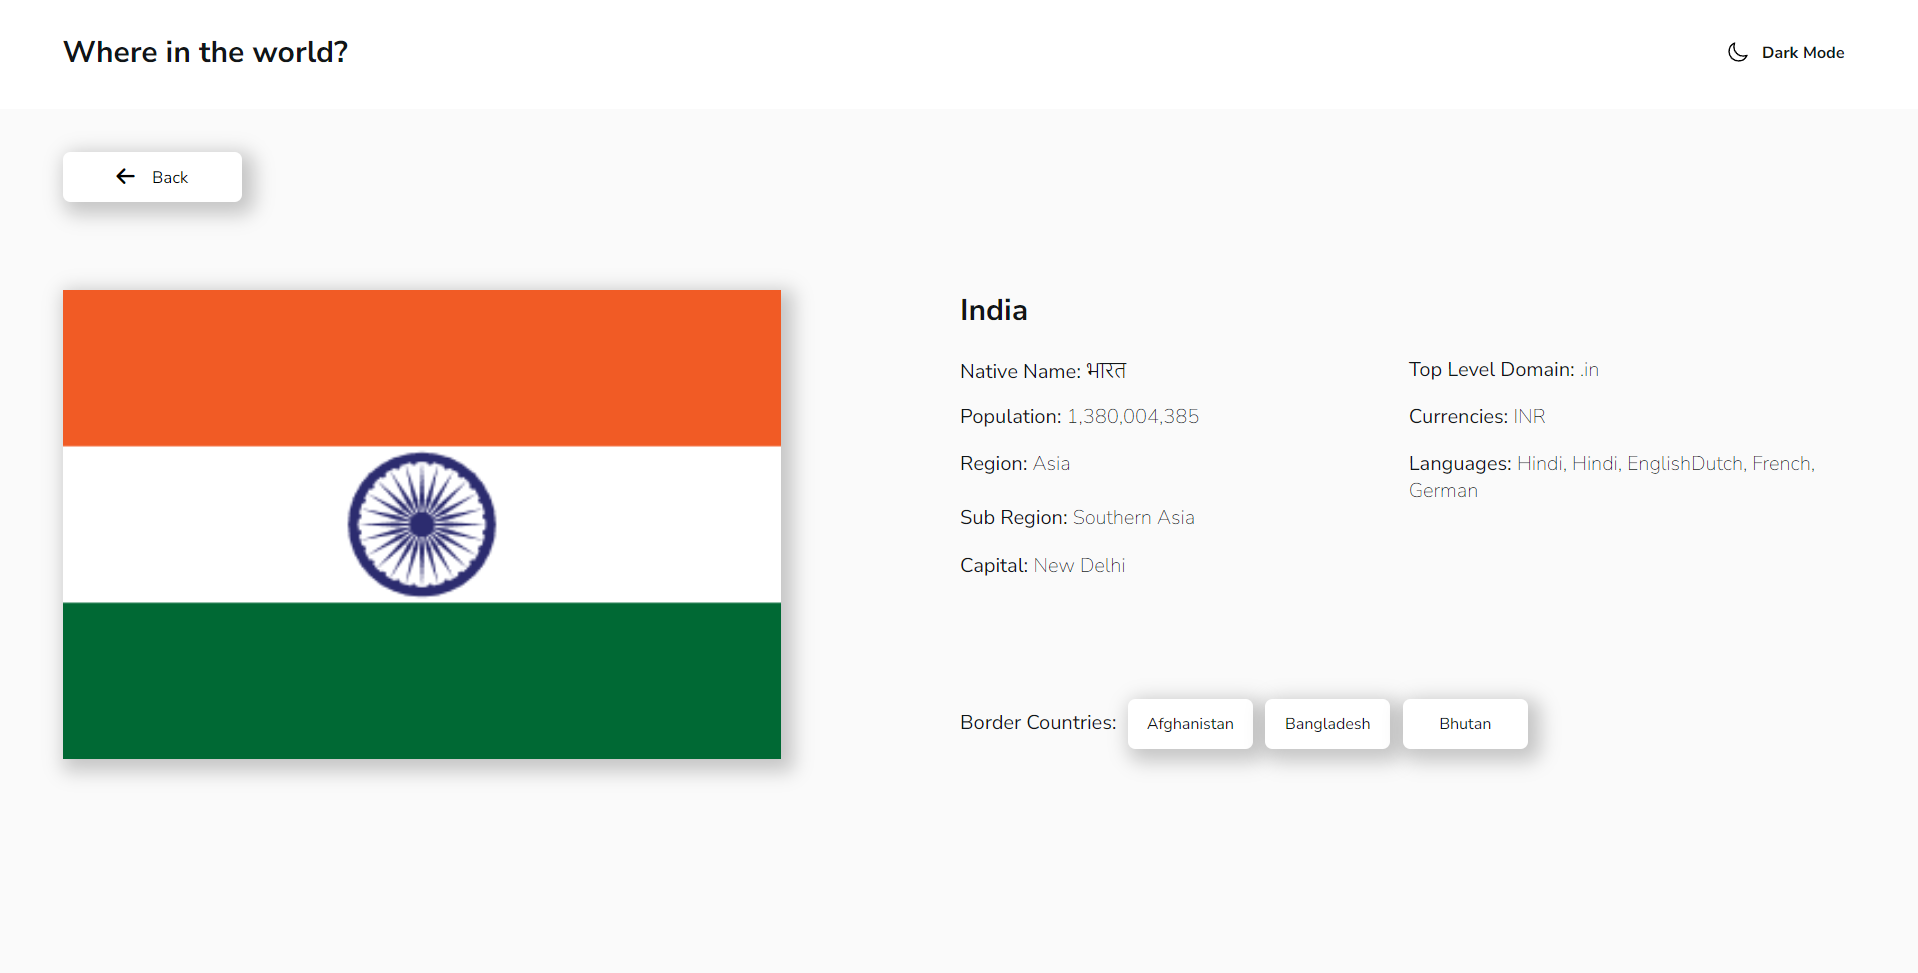 Where in the world?
Dark Mode
Back
India
Native Name: भारत
Population: 1,380,004,385
Region: Asia
Sub Region: Southern Asia
Capital: New Delhi
Top Level Domain: .in
Currencies: INR
Languages: Hindi, Hindi, EnglishDutch, French,
German
Border Countries: Afghanistan Bangladesh Bhutan